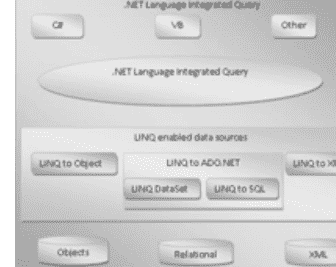 .NET Language Integrated Query
C#
VB
Other
.NET Language Integrated Query
LINQ enabled data sources
LINQ to Object
LINQ to ADO.NET
LINQ to XM
LINQ DataSet
LINQ to SQL
Objects
Relational
XML